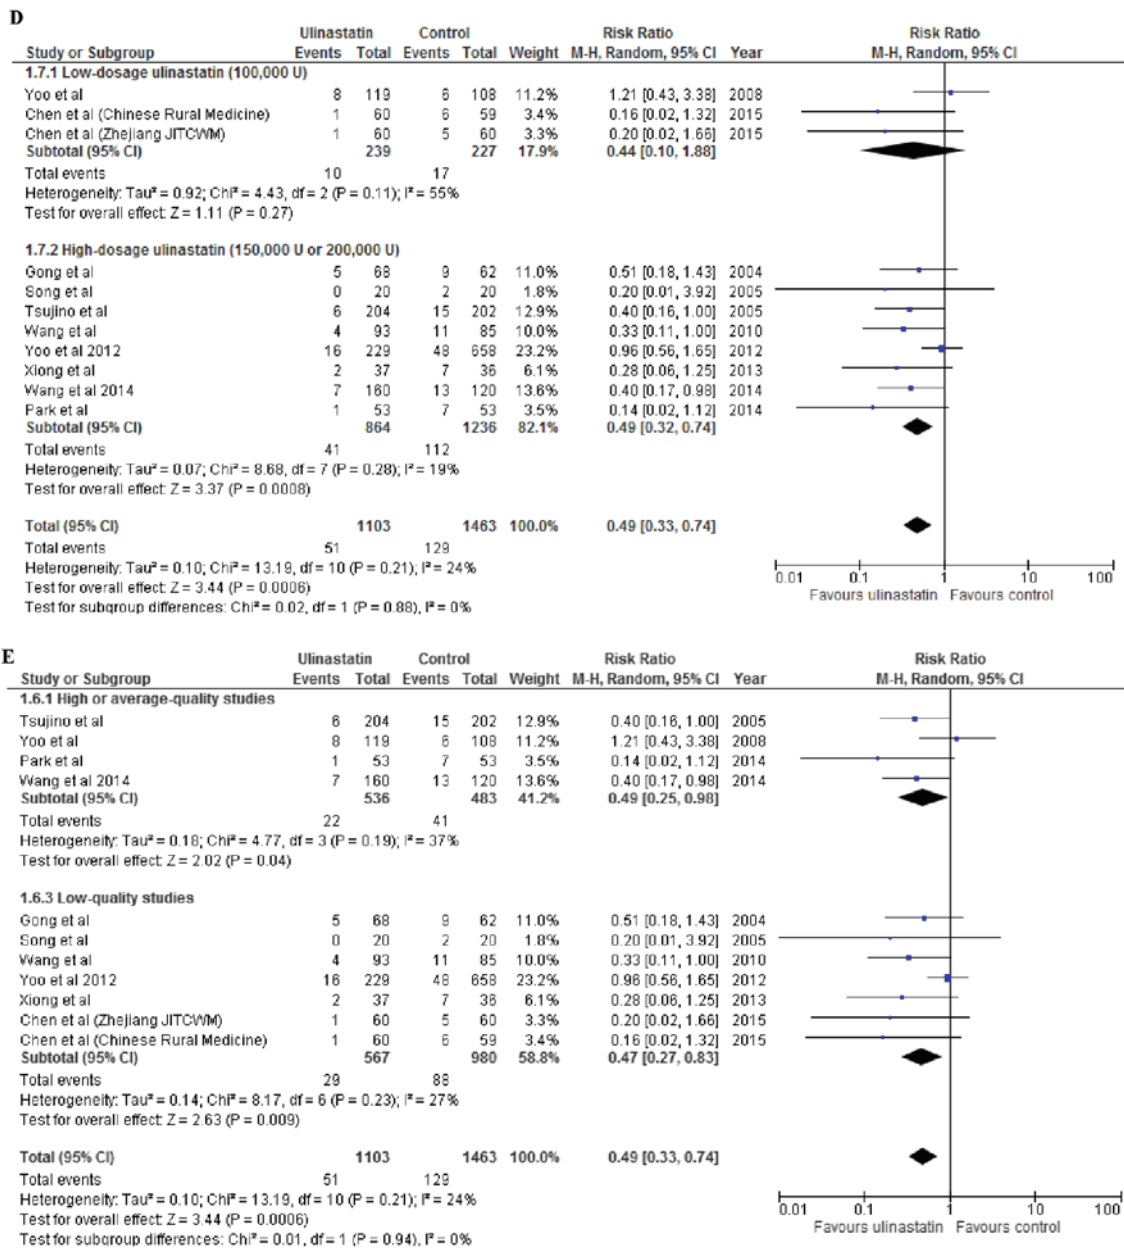 D
Ulinastatin Control Risk Ratio Risk Ratio
Study or Subgroup Events Total Events Total Weight M-H, Random, 95% CI Year M-H, Random, 95% CI
1.7.1 Low-dosage ulinastatin (100,000 U)
Yoo et al 8 119 6 108 11.2% 1.21 [0.43, 3.38] 2008
Chen et al (Chinese Rural Medicine) 1 60 6 59 3.4% 0.16 [0.02, 1.32] 2015
Chen et al (Zhejiang JITCWM) 1 60 5 60 3.3% 0.20 [0.02, 1.66] 2015
Subtotal (95% CI) 239 227 17.9% 0.44 [0.10, 1.88]
Total events 10 17
Heterogeneity: Tau² = 0.92; Chi² = 4.43, df = 2 (P = 0.11); I² = 55%
Test for overall effect: Z = 1.11 (P = 0.27)
1.7.2 High-dosage ulinastatin (150,000 U or 200,000 U)
Gong et al 5 68 9 62 11.0% 0.51 [0.18, 1.43] 2004
Song et al 0 20 2 20 1.8% 0.20 [0.01, 3.92] 2005
Tsujino et al 6 204 15 202 12.9% 0.40 [0.16, 1.00] 2005
Wang et al 4 93 11 85 10.0% 0.33 [0.11, 1.00] 2010
Yoo et al 2012 16 229 48 658 23.2% 0.96 [0.56, 1.65] 2012
Xiong et al 2 37 7 36 6.1% 0.28 [0.06, 1.25] 2013
Wang et al 2014 7 160 13 120 13.6% 0.40 [0.17, 0.98] 2014
Park et al 1 53 7 53 3.5% 0.14 [0.02, 1.12] 2014
Subtotal (95% CI) 864 1236 82.1% 0.49 [0.32, 0.74]
Total events 41 112
Heterogeneity: Tau² = 0.07; Chi² = 8.68, df = 7 (P = 0.28); I² = 19%
Test for overall effect: Z = 3.37 (P = 0.0008)
Total (95% CI) 1103 1463 100.0% 0.49 [0.33, 0.74]
Total events 51 129
Heterogeneity: Tau² = 0.10; Chi² = 13.19, df = 10 (P = 0.21); I² = 24%
Test for overall effect: Z = 3.44 (P = 0.0006)
Test for subgroup differences: Chi² = 0.02, df = 1 (P = 0.88), I² = 0%
0.01 0.1 1 10 100
Favours ulinastatin Favours control
E
Ulinastatin Control Risk Ratio Risk Ratio
Study or Subgroup Events Total Events Total Weight M-H, Random, 95% CI Year M-H, Random, 95% CI
1.6.1 High or average-quality studies
Tsujino et al 6 204 15 202 12.9% 0.40 [0.16, 1.00] 2005
Yoo et al 8 119 6 108 11.2% 1.21 [0.43, 3.38] 2008
Park et al 1 53 7 53 3.5% 0.14 [0.02, 1.12] 2014
Wang et al 2014 7 160 13 120 13.6% 0.40 [0.17, 0.98] 2014
Subtotal (95% CI) 536 483 41.2% 0.49 [0.25, 0.98]
Total events 22 41
Heterogeneity: Tau² = 0.18; Chi² = 4.77, df = 3 (P = 0.19); I² = 37%
Test for overall effect: Z = 2.02 (P = 0.04)
1.6.3 Low-quality studies
Gong et al 5 68 9 62 11.0% 0.51 [0.18, 1.43] 2004
Song et al 0 20 2 20 1.8% 0.20 [0.01, 3.92] 2005
Wang et al 4 93 11 85 10.0% 0.33 [0.11, 1.00] 2010
Yoo et al 2012 16 229 48 658 23.2% 0.96 [0.56, 1.65] 2012
Xiong et al 2 37 7 36 6.1% 0.28 [0.06, 1.25] 2013
Chen et al (Zhejiang JITCWM) 1 60 5 60 3.3% 0.20 [0.02, 1.66] 2015
Chen et al (Chinese Rural Medicine) 1 60 6 59 3.4% 0.16 [0.02, 1.32] 2015
Subtotal (95% CI) 567 980 58.8% 0.47 [0.27, 0.83]
Total events 29 88
Heterogeneity: Tau² = 0.14; Chi² = 8.17, df = 6 (P = 0.23); I² = 27%
Test for overall effect: Z = 2.63 (P = 0.009)
Total (95% CI) 1103 1463 100.0% 0.49 [0.33, 0.74]
Total events 51 129
Heterogeneity: Tau² = 0.10; Chi² = 13.19, df = 10 (P = 0.21); I² = 24%
Test for overall effect: Z = 3.44 (P = 0.0006)
Test for subgroup differences: Chi² = 0.01, df = 1 (P = 0.94), I² = 0%
0.01 0.1 1 10 100
Favours ulinastatin Favours control